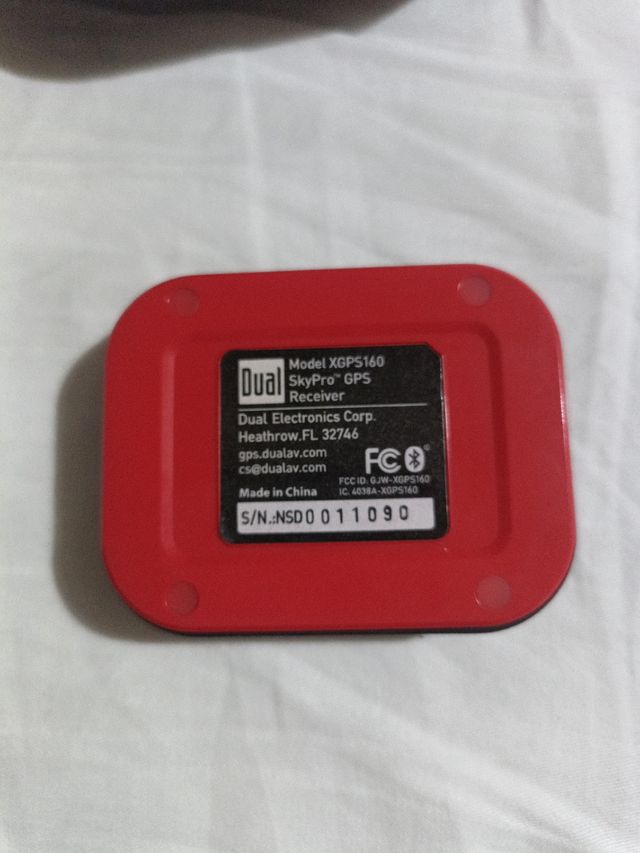 Dual
Model XGPS160
SkyPro™ GPS
Receiver
Dual Electronics Corp.
Heathrow.FL 32746
gps.dualav.com
cs@dualav.com
FC
FCC ID: GJW-XGPS160
IC: 4038A-XGPS160
Made in China
S/N.:NSD0011090